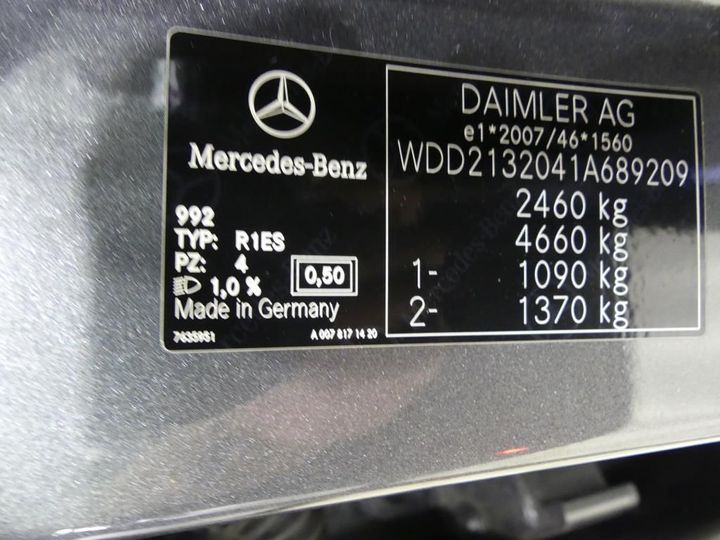 Mercedes-Benz
992
TYP: R1ES
PZ: 4
1,0 % 0,50
Made in Germany
7635951 A 007 817 14 20
DAIMLER AG
e1*2007/46*1560
WDD2132041A689209
2460 kg
4660 kg
1- 1090 kg
2- 1370 kg